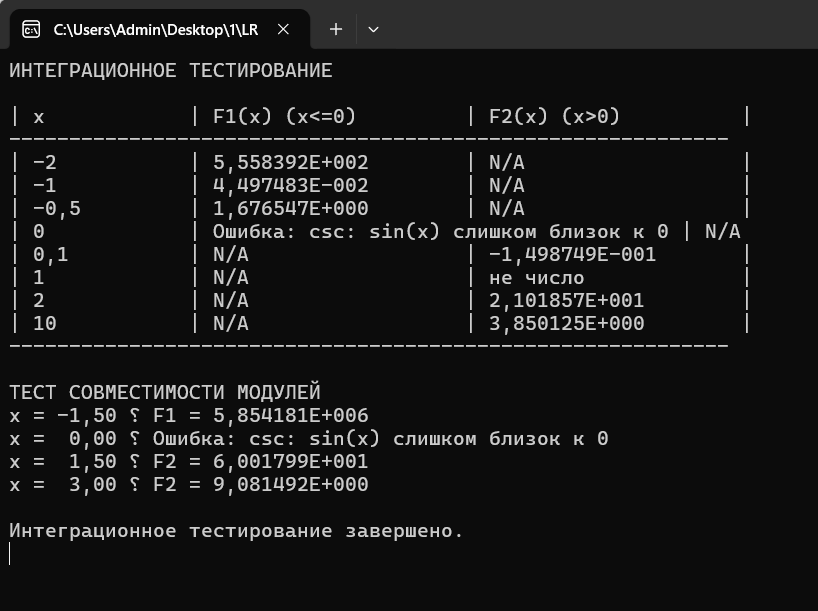 C:\Users\Admin\Desktop\1\LR
ИНТЕГРАЦИОННОЕ ТЕСТИРОВАНИЕ
| x | F1(x) (x<=0) | F2(x) (x>0) |
------------------------------------------------------------
| -2 | 5,558392E+002 | N/A |
| -1 | 4,497483E-002 | N/A |
| -0,5 | 1,676547E+000 | N/A |
| 0 | Ошибка: csc: sin(x) слишком близок к 0 | N/A
| 0,1 | N/A | -1,498749E-001 |
| 1 | N/A | не число |
| 2 | N/A | 2,101857E+001 |
| 10 | N/A | 3,850125E+000 |
------------------------------------------------------------
ТЕСТ СОВМЕСТИМОСТИ МОДУЛЕЙ
x = -1,50 ⸮ F1 = 5,854181E+006
x =  0,00 ⸮ Ошибка: csc: sin(x) слишком близок к 0
x =  1,50 ⸮ F2 = 6,001799E+001
x =  3,00 ⸮ F2 = 9,081492E+000
Интеграционное тестирование завершено.